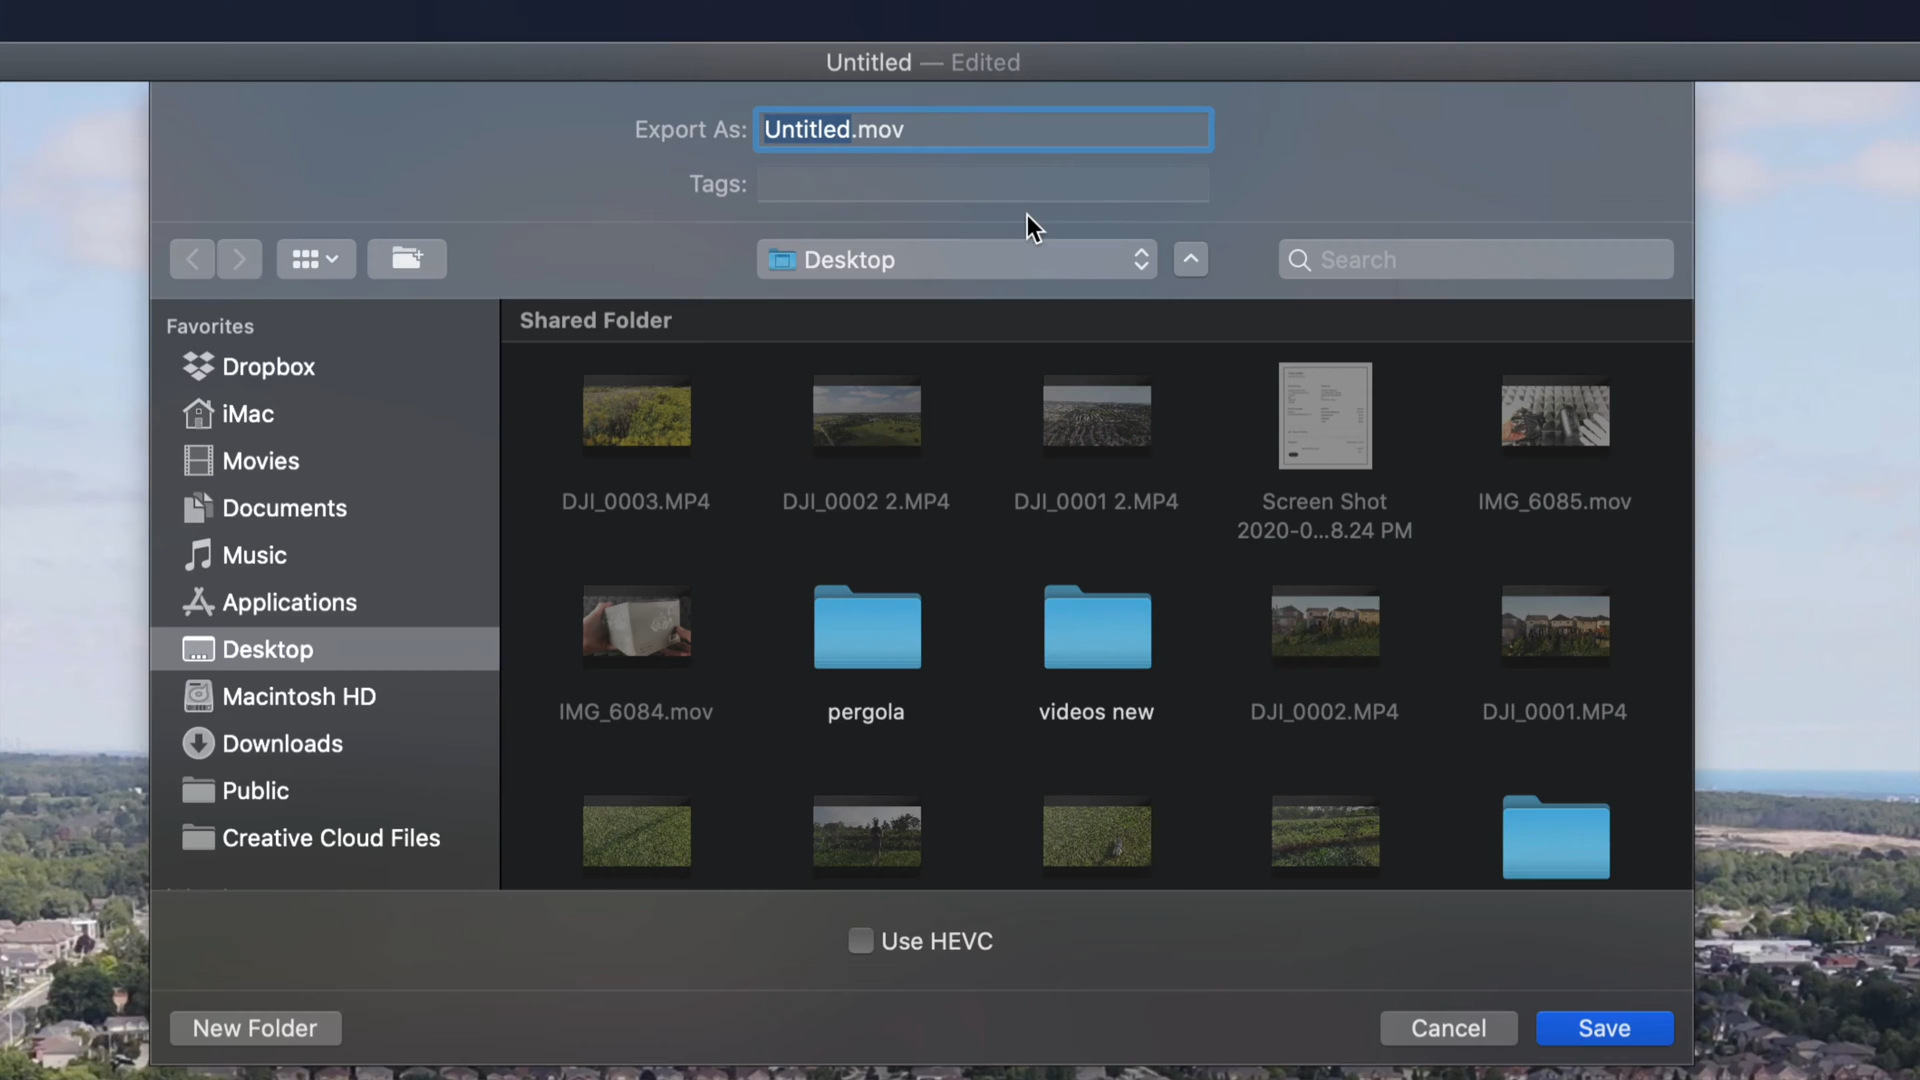 Untitled — Edited
Export As: Untitled.mov
Tags:
Desktop
Search
Favorites
Dropbox
iMac
Movies
Documents
Music
Applications
Desktop
Macintosh HD
Downloads
Public
Creative Cloud Files
Shared Folder
DJI_0003.MP4
DJI_0002 2.MP4
DJI_0001 2.MP4
Screen Shot
2020-0...8.24 PM
IMG_6085.mov
IMG_6084.mov
pergola
videos new
DJI_0002.MP4
DJI_0001.MP4
Use HEVC
New Folder
Cancel
Save